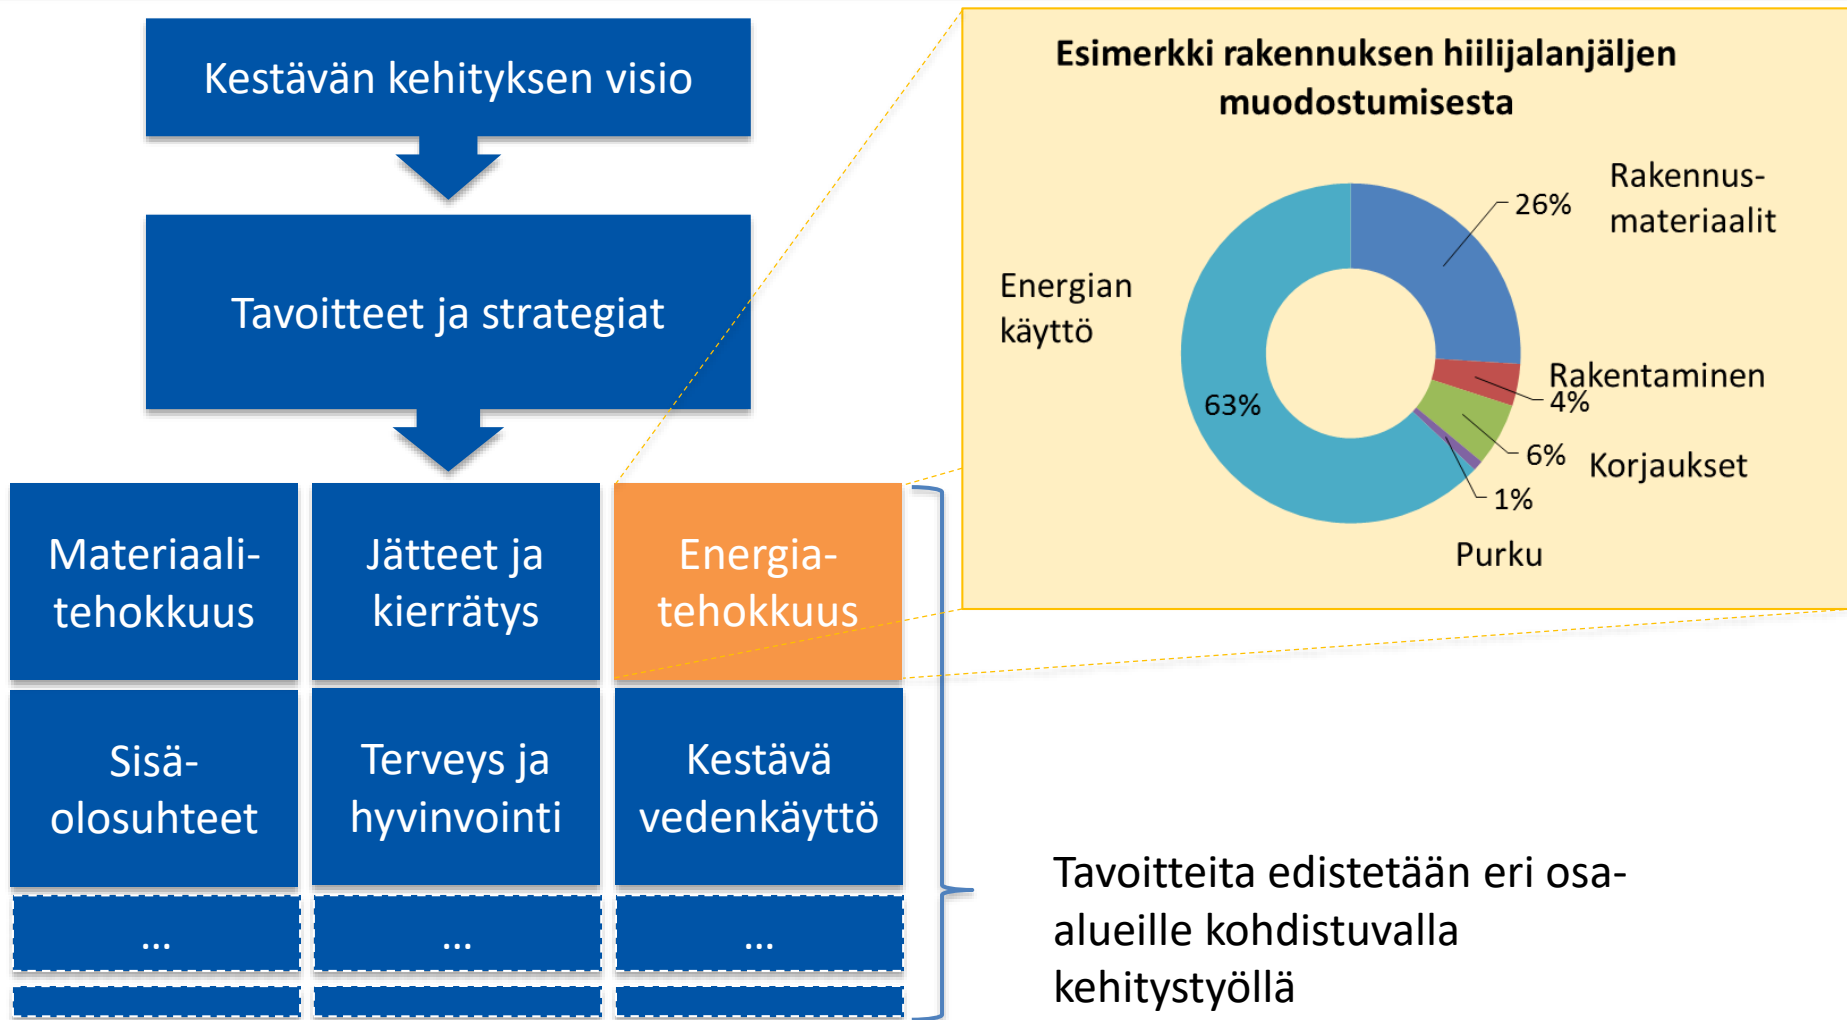 Kestävän kehityksen visio
Tavoitteet ja strategiat
Materiaali-
tehokkuus
Jätteet ja
kierrätys
Energia-
tehokkuus
Sisä-
olosuhteet
Terveys ja
hyvinvointi
Kestävä
vedenkäyttö
...
...
...
Esimerkki rakennuksen hiilijalanjäljen
muodostumisesta
Rakennus-
materiaalit
26%
Energian
käyttö
63%
Rakentaminen
4%
6%
Korjaukset
1%
Purku
Tavoitteita edistetään eri osa-
alueille kohdistuvalla
kehitystyöllä